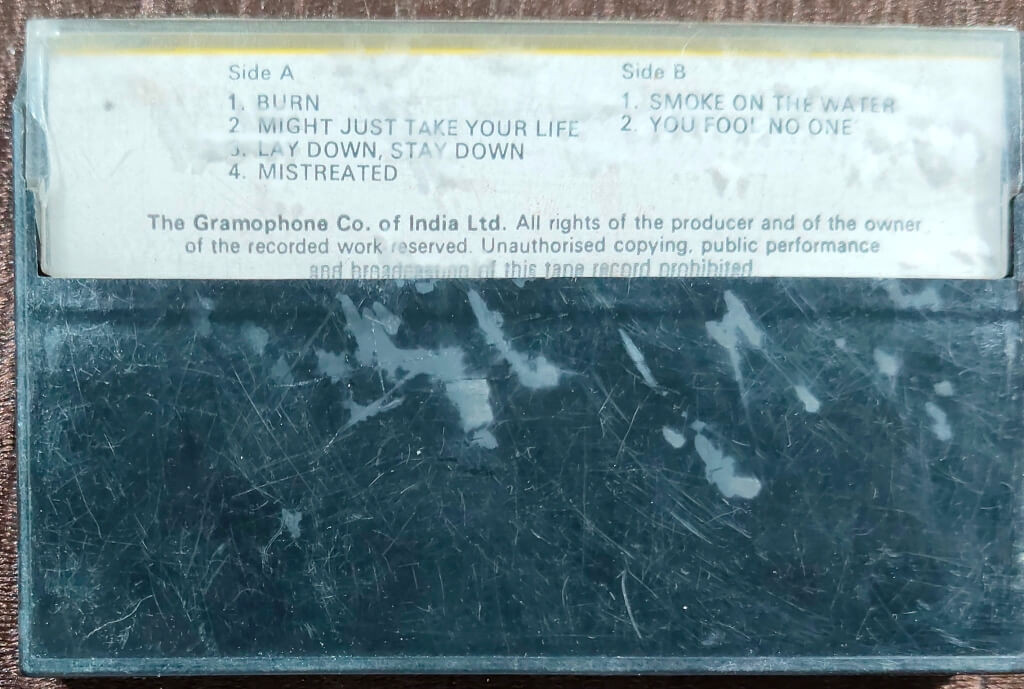 Side A
1. BURN
2 MIGHT JUST TAKE YOUR LIFE
3. LAY DOWN, STAY DOWN
4. MISTREATED
Side B
1. SMOKE ON THE WATER
2. YOU FOOL NO ONE
The Gramophone Co. of India Ltd. All rights of the producer and of the owner
of the recorded work reserved. Unauthorised copying, public performance
and broadcasting of this tape record prohibited